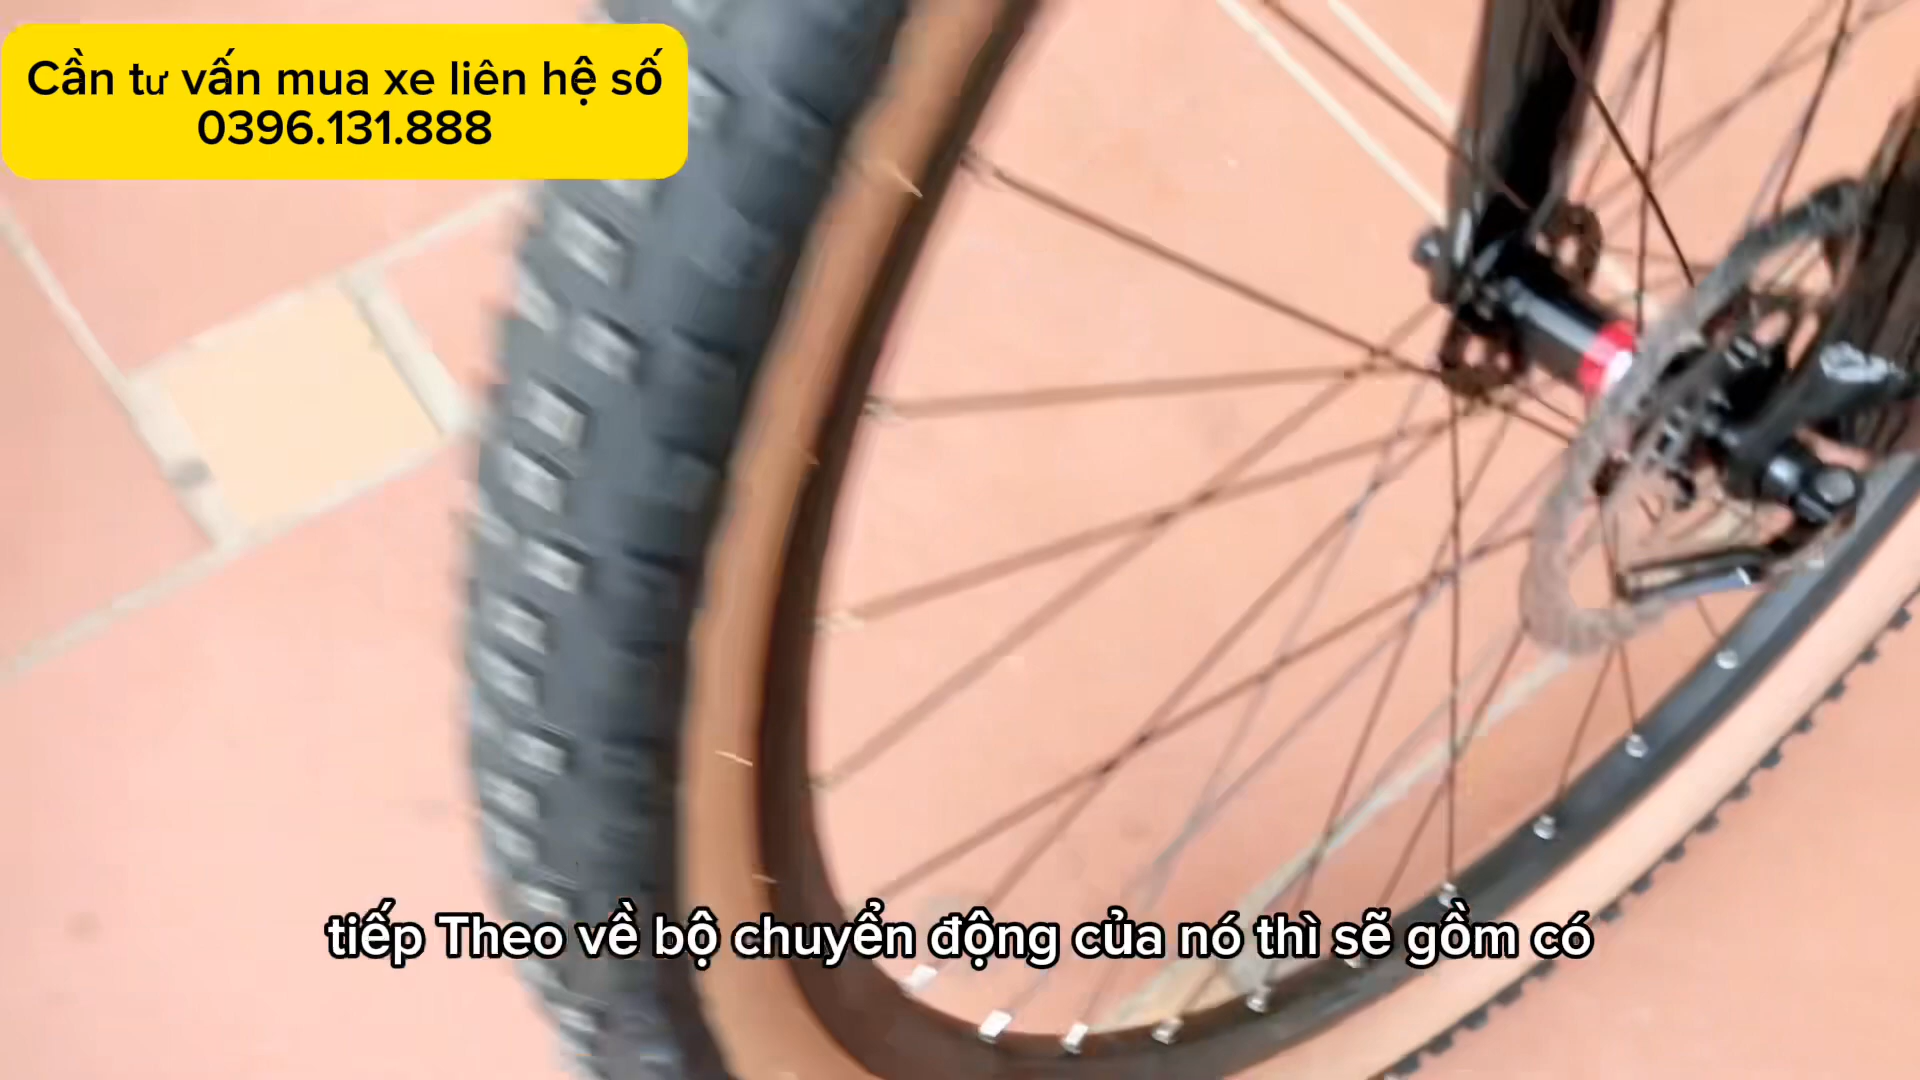 Cần tư vấn mua xe liên hệ số
0396.131.888
tiếp Theo về bộ chuyển động của nó thì sẽ gồm có